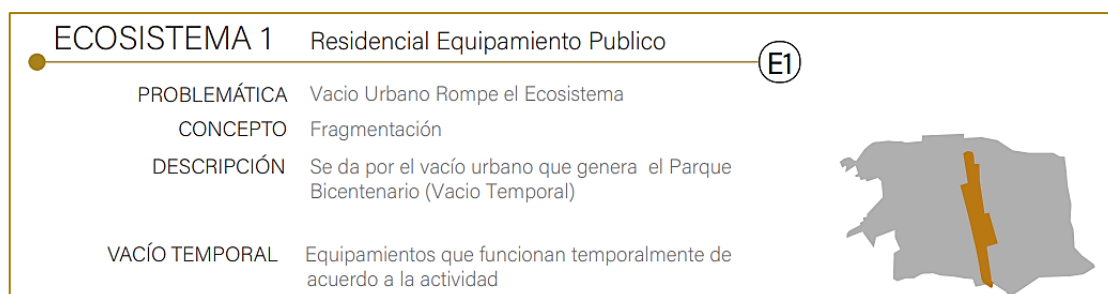 ECOSISTEMA 1 Residencial Equipamiento Publico
E1
PROBLEMÁTICA Vacio Urbano Rompe el Ecosistema
CONCEPTO Fragmentación
DESCRIPCIÓN Se da por el vacío urbano que genera el Parque
Bicentenario (Vacio Temporal)
VACÍO TEMPORAL Equipamientos que funcionan temporalmente de
acuerdo a la actividad